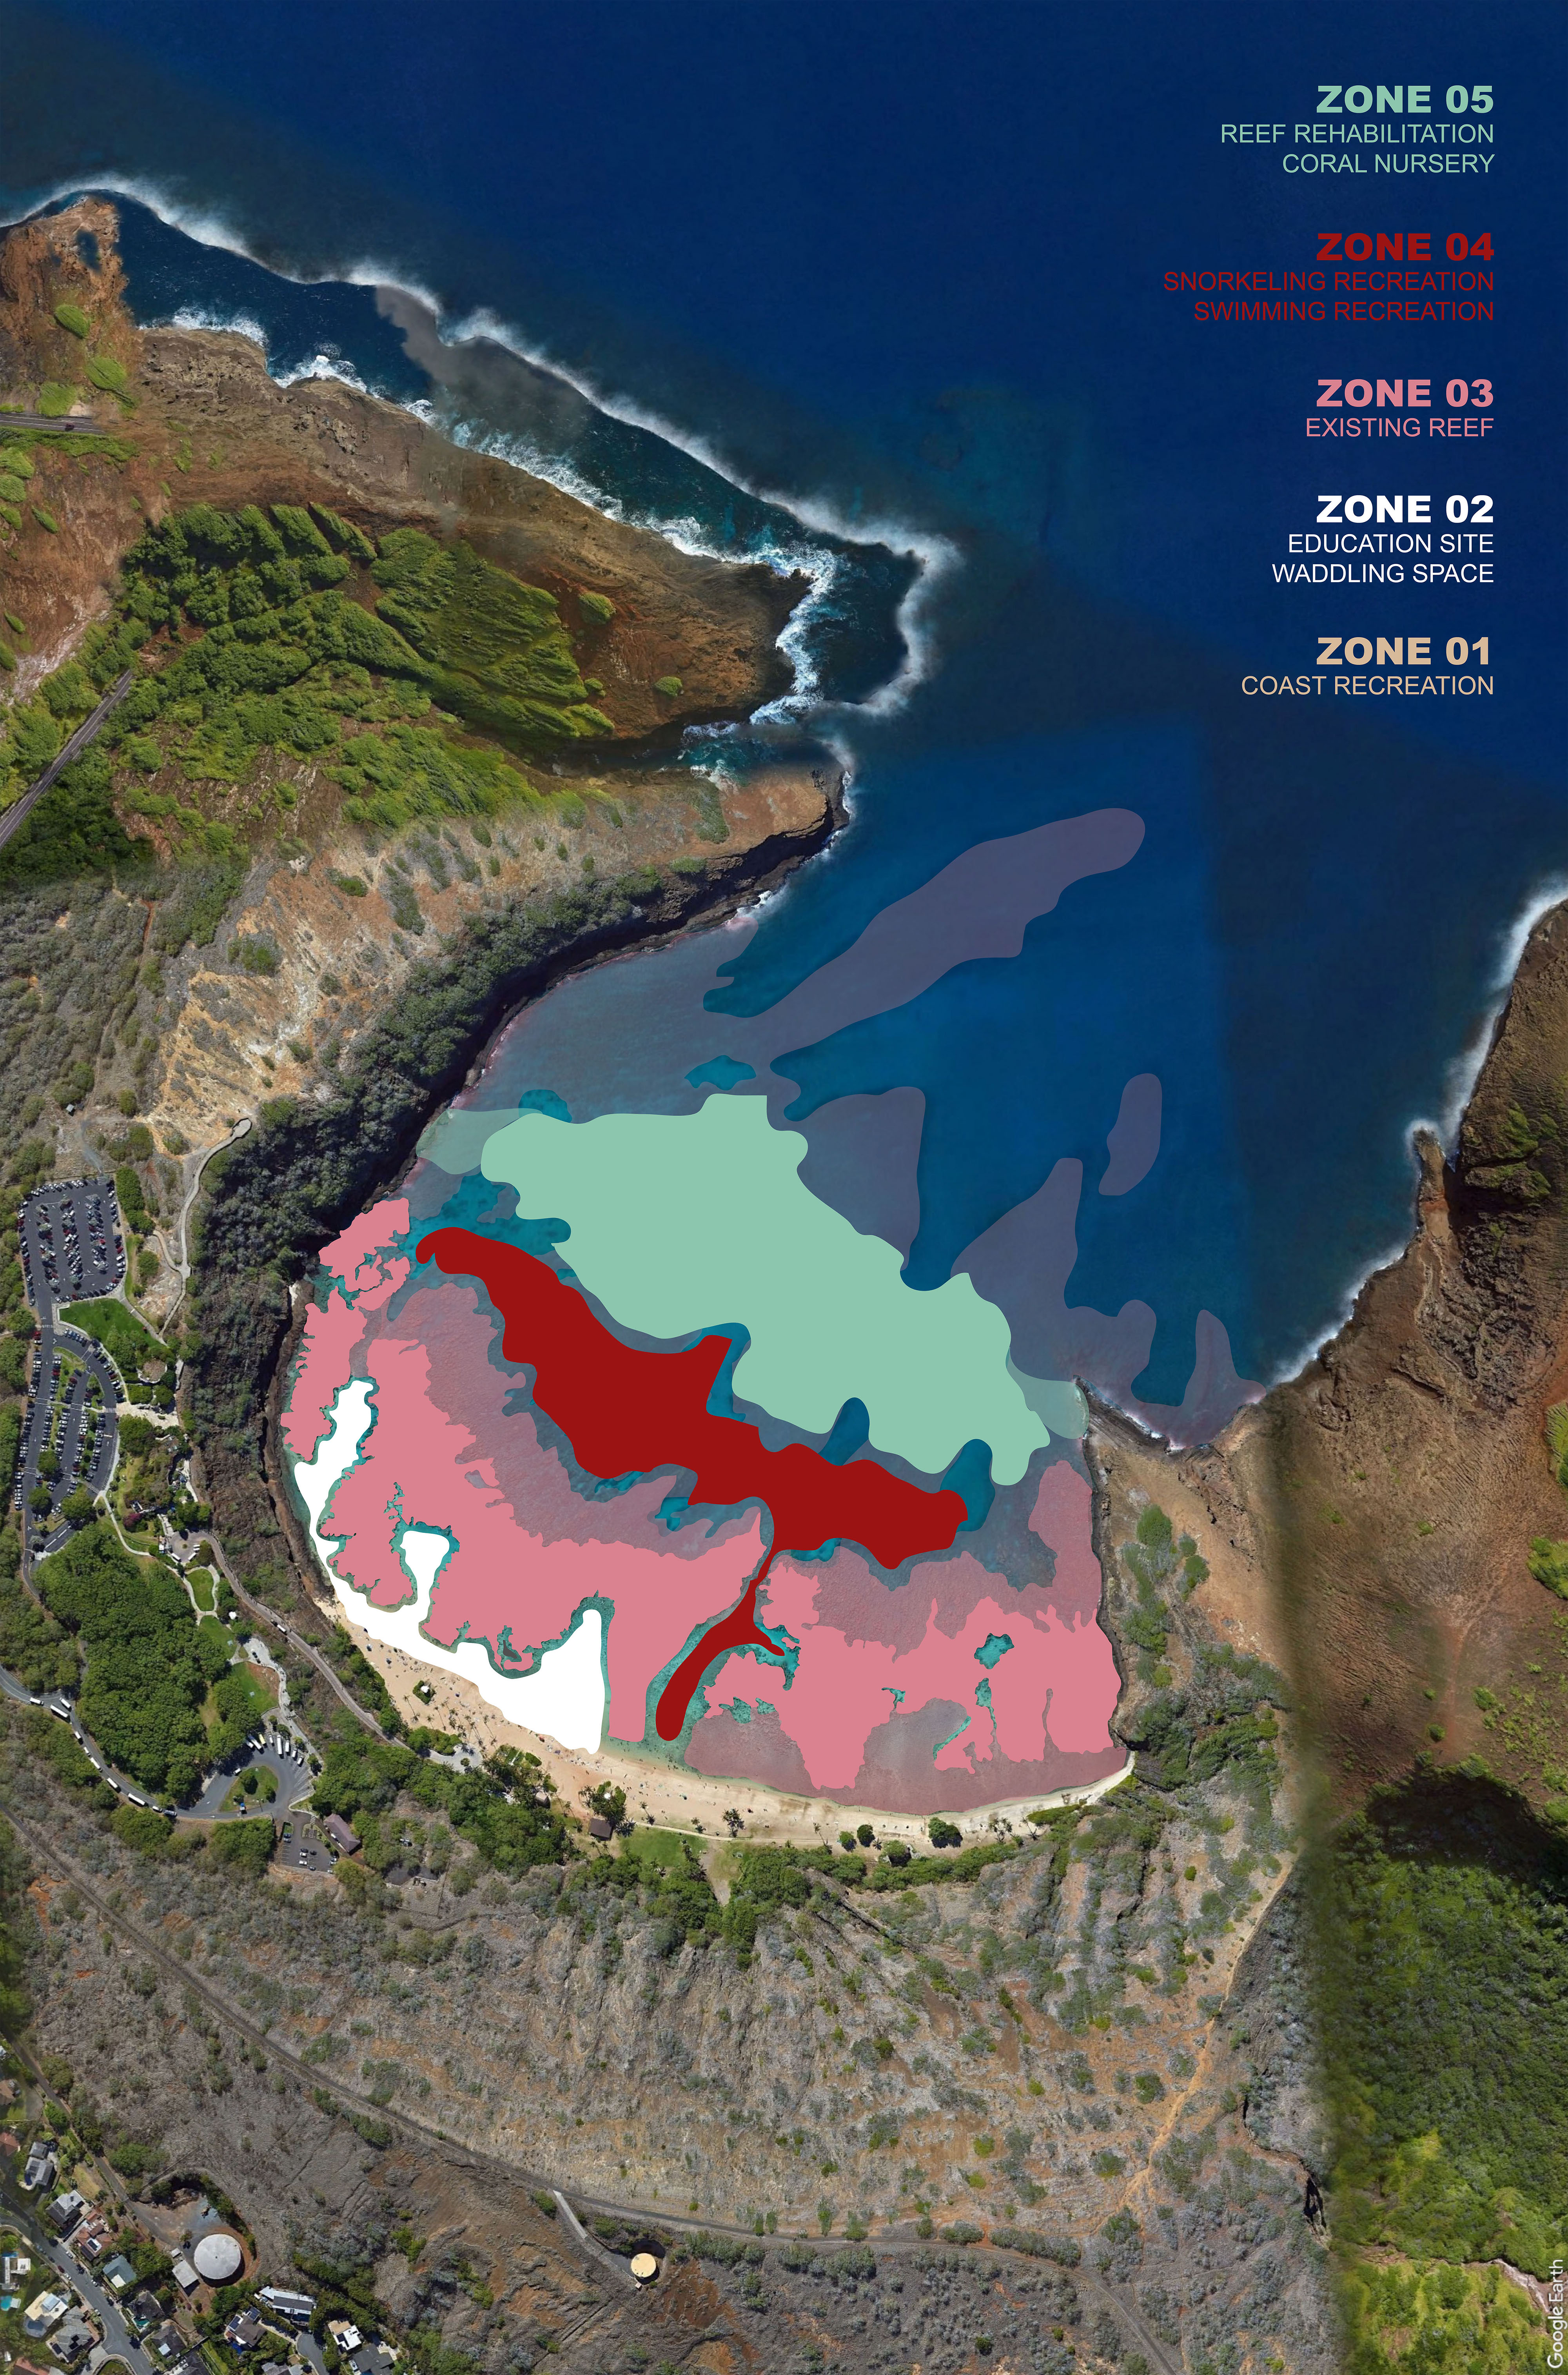 ZONE 05
REEF REHABILITATION
CORAL NURSERY
ZONE 04
SNORKELING RECREATION
SWIMMING RECREATION
ZONE 03
EXISTING REEF
ZONE 02
EDUCATION SITE
WADDLING SPACE
ZONE 01
COAST RECREATION
Google Earth